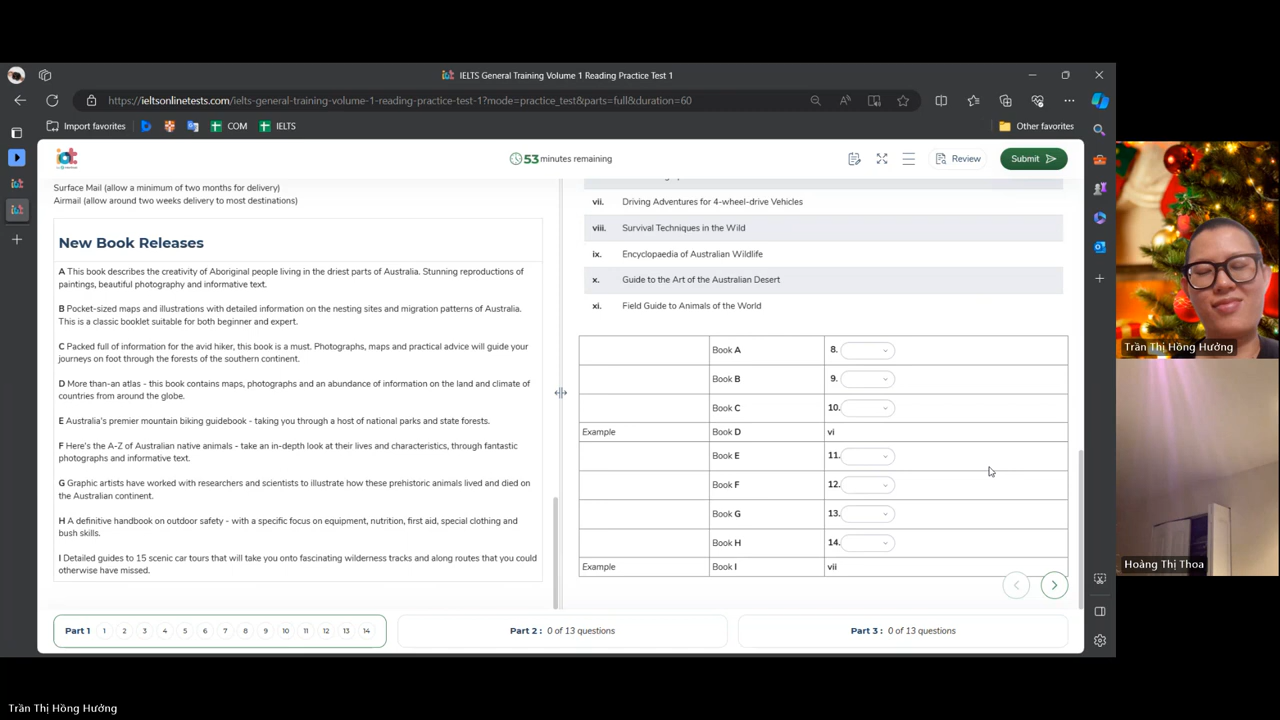 IELTS General Training Volume 1 Reading Practice Test 1
https://ieltsonlinetests.com/ielts-general-training-volume-1-reading-practice-test-1?mode=practice_test&parts=full&duration=60
Import favorites
COM
IELTS
Other favorites
iot
53 minutes remaining
Review
Submit
Surface Mail (allow a minimum of two months for delivery)
Airmail (allow around two weeks delivery to most destinations)
New Book Releases
A This book describes the creativity of Aboriginal people living in the driest parts of Australia. Stunning reproductions of
paintings, beautiful photography and informative text.
B Pocket-sized maps and illustrations with detailed information on the nesting sites and migration patterns of Australia.
This is a classic booklet suitable for both beginner and expert.
C Packed full of information for the avid hiker, this book is a must. Photographs, maps and practical advice will guide your
journeys on foot through the forests of the southern continent.
D More than-an atlas - this book contains maps, photographs and an abundance of information on the land and climate of
countries from around the globe.
E Australia's premier mountain biking guidebook - taking you through a host of national parks and state forests.
F Here's the A-Z of Australian native animals - take an in-depth look at their lives and characteristics, through fantastic
photographs and informative text.
G Graphic artists have worked with researchers and scientists to illustrate how these prehistoric animals lived and died on
the Australian continent.
H A definitive handbook on outdoor safety - with a specific focus on equipment, nutrition, first aid, special clothing and
bush skills.
I Detailed guides to 15 scenic car tours that will take you onto fascinating wilderness tracks and along routes that you could
otherwise have missed.
vii. Driving Adventures for 4-wheel-drive Vehicles
viii. Survival Techniques in the Wild
ix. Encyclopaedia of Australian Wildlife
x. Guide to the Art of the Australian Desert
xi. Field Guide to Animals of the World
Book A 8.
Book B 9.
Book C 10.
Example Book D vi
Book E 11.
Book F 12.
Book G 13.
Book H 14.
Example Book I vii
Part 1 1 2 3 4 5 6 7 8 9 10 11 12 13 14
Part 2 : 0 of 13 questions
Part 3 : 0 of 13 questions
Trần Thị Hồng Hưởng
Hoàng Thị Thoa
Trần Thị Hồng Hưởng